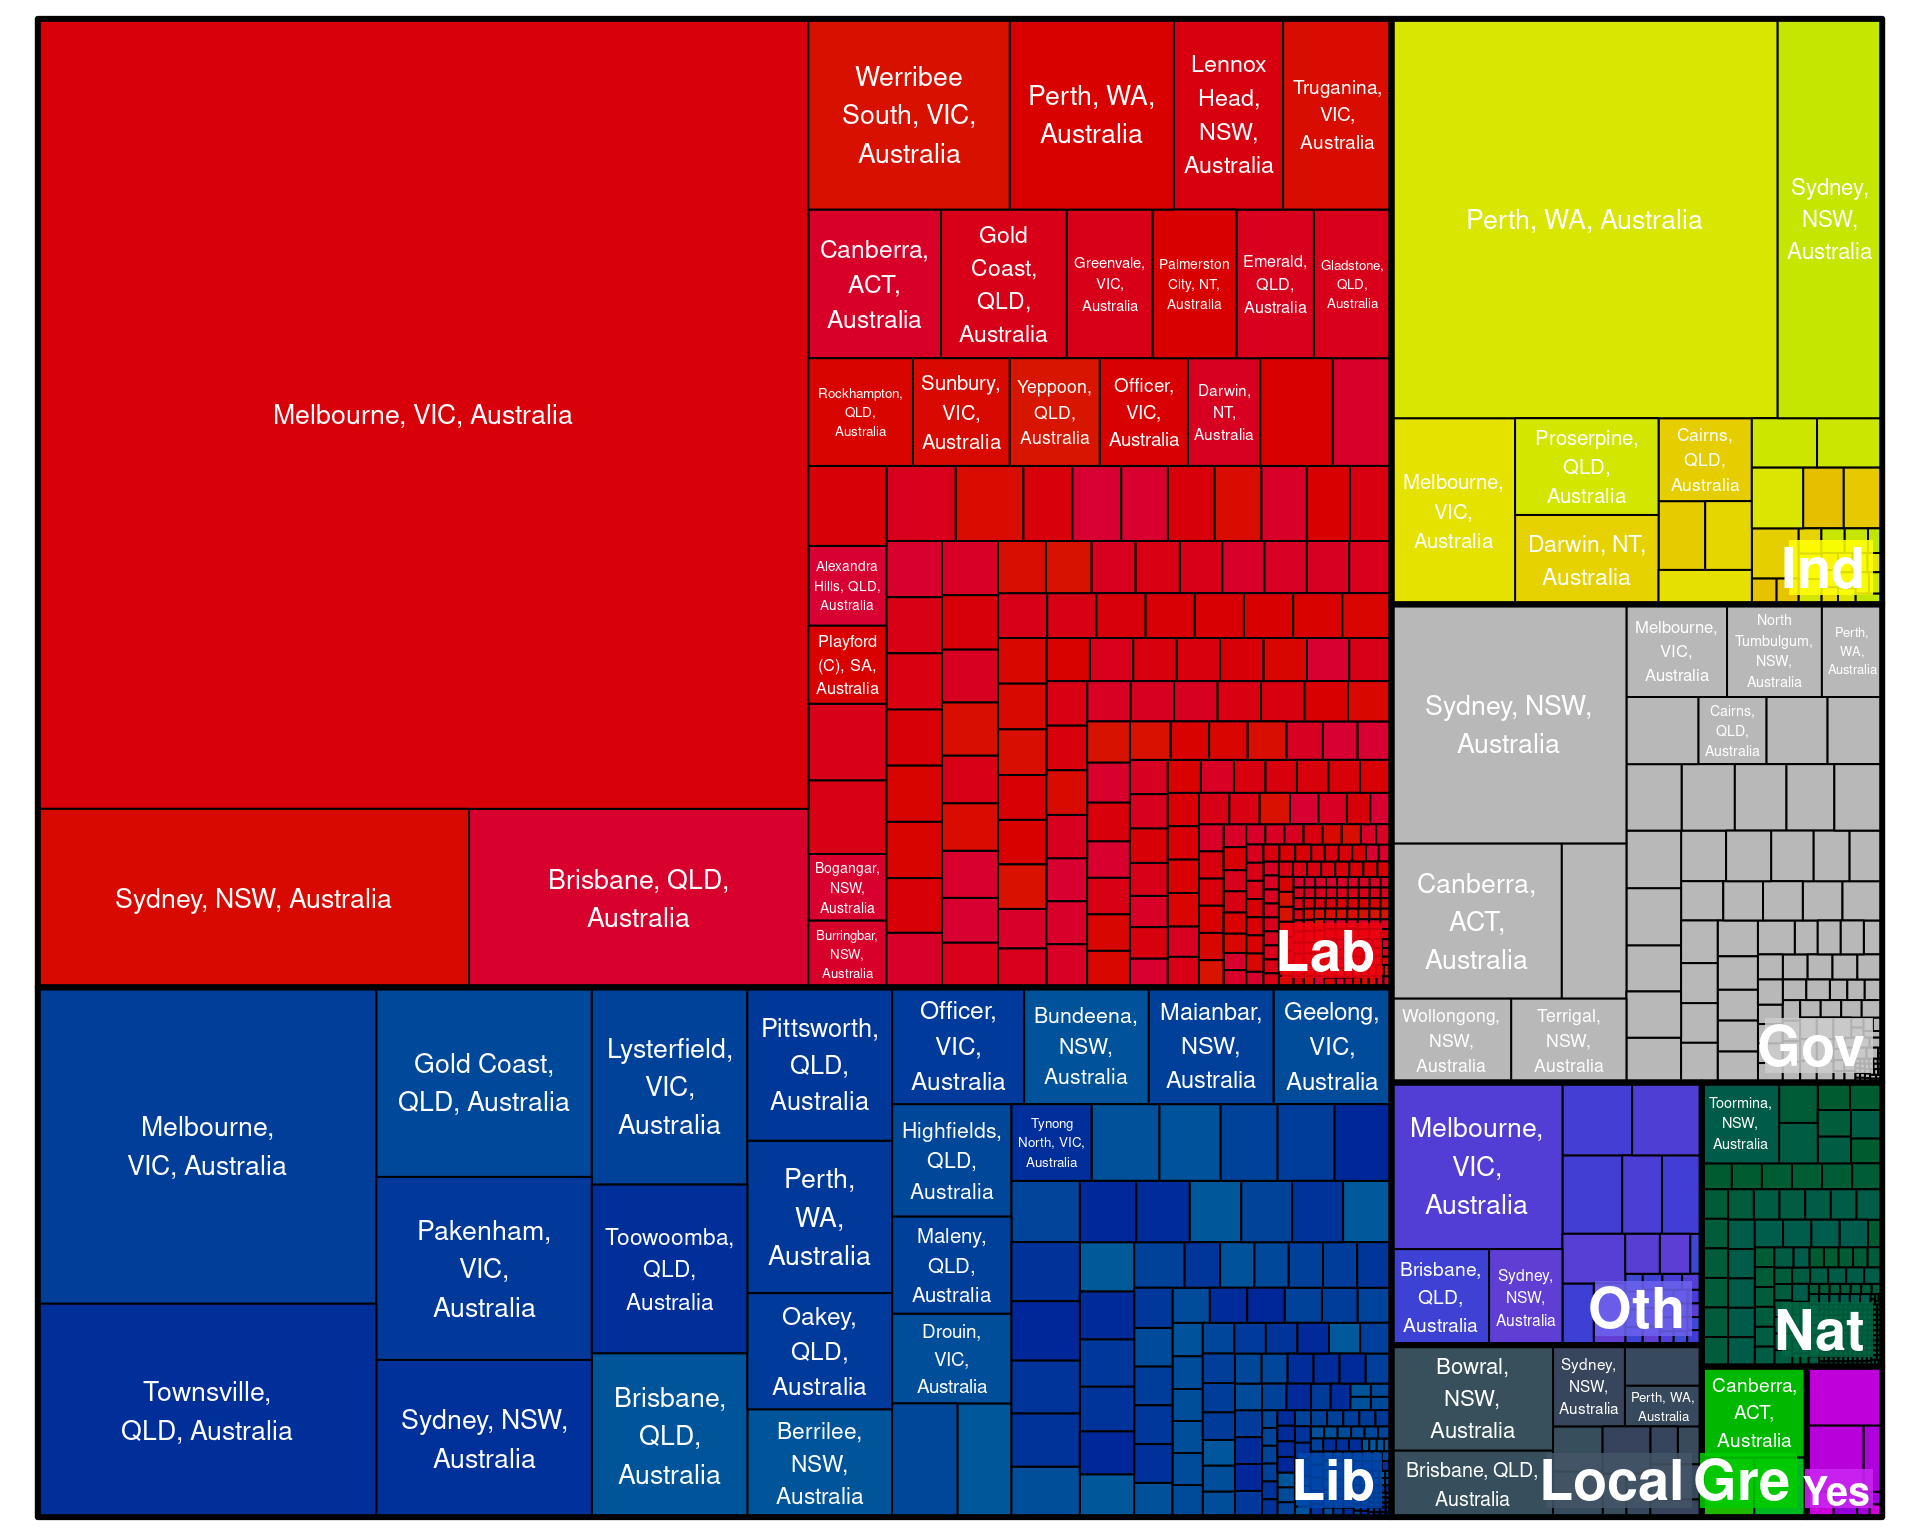 Melbourne, VIC, Australia
Sydney, NSW, Australia
Brisbane, QLD,
Australia
Werribee
South, VIC,
Australia
Perth, WA,
Australia
Lennox
Head,
NSW,
Australia
Truganina,
VIC,
Australia
Canberra,
ACT,
Australia
Gold
Coast,
QLD,
Australia
Greenvale,
VIC,
Australia
Palmerston
City, NT,
Australia
Emerald,
QLD,
Australia
Gladstone,
QLD,
Australia
Rockhampton,
QLD,
Australia
Sunbury,
VIC,
Australia
Yeppoon,
QLD,
Australia
Officer,
VIC,
Australia
Darwin,
NT,
Australia
Alexandra
Hills, QLD,
Australia
Playford
(C), SA,
Australia
Bogangar,
NSW,
Australia
Burringbar,
NSW,
Australia
Lab
Perth, WA, Australia
Sydney,
NSW,
Australia
Melbourne,
VIC,
Australia
Proserpine,
QLD,
Australia
Darwin, NT,
Australia
Cairns,
QLD,
Australia
Ind
Sydney, NSW,
Australia
Melbourne,
VIC,
Australia
North
Tumbulgum,
NSW,
Australia
Perth,
WA,
Australia
Cairns,
QLD,
Australia
Canberra,
ACT,
Australia
Wollongong,
NSW,
Australia
Terrigal,
NSW,
Australia
Gov
Melbourne,
VIC, Australia
Townsville,
QLD, Australia
Gold Coast,
QLD, Australia
Pakenham,
VIC,
Australia
Sydney, NSW,
Australia
Lysterfield,
VIC,
Australia
Toowoomba,
QLD,
Australia
Brisbane,
QLD,
Australia
Pittsworth,
QLD,
Australia
Perth,
WA,
Australia
Oakey,
QLD,
Australia
Berrilee,
NSW,
Australia
Officer,
VIC,
Australia
Bundeena,
NSW,
Australia
Maianbar,
NSW,
Australia
Geelong,
VIC,
Australia
Highfields,
QLD,
Australia
Tynong
North, VIC,
Australia
Maleny,
QLD,
Australia
Drouin,
VIC,
Australia
Lib
Melbourne,
VIC,
Australia
Brisbane,
QLD,
Australia
Sydney,
NSW,
Australia
Oth
Toormina,
NSW,
Australia
Nat
Bowral,
NSW,
Australia
Sydney,
NSW,
Australia
Perth, WA,
Australia
Brisbane, QLD,
Australia
Local
Canberra,
ACT,
Australia
Gre
Yes